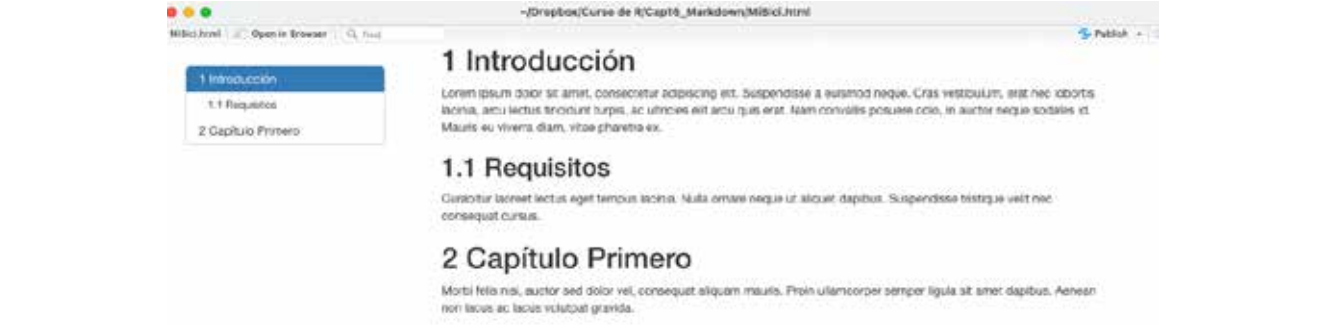 ~/Dropbox/Curso de R/Cap16_Markdown/MiBici.html
MiBici.html Open in Browser Find Publish
1 Introducción
1.1 Requisitos
2 Capítulo Primero
1 Introducción
Lorem ipsum dolor sit amet, consectetur adipiscing elit. Suspendisse a euismod neque. Cras vestibulum, erat nec lobortis
lacinia, arcu lectus tincidunt turpis, ac ultricies elit arcu quis erat. Nam convallis posuere odio, in auctor neque sodales id.
Mauris eu viverra diam, vitae pharetra ex.
1.1 Requisitos
Curabitur laoreet lectus eget tempus lacinia. Nulla ornare neque ut aliquet dapibus. Suspendisse tristique velit nec
consequat cursus.
2 Capítulo Primero
Morbi felis nisi, auctor sed dolor vel, consequat aliquam mauris. Proin ullamcorper semper ligula sit amet dapibus. Aenean
non lacus ac lacus volutpat gravida.